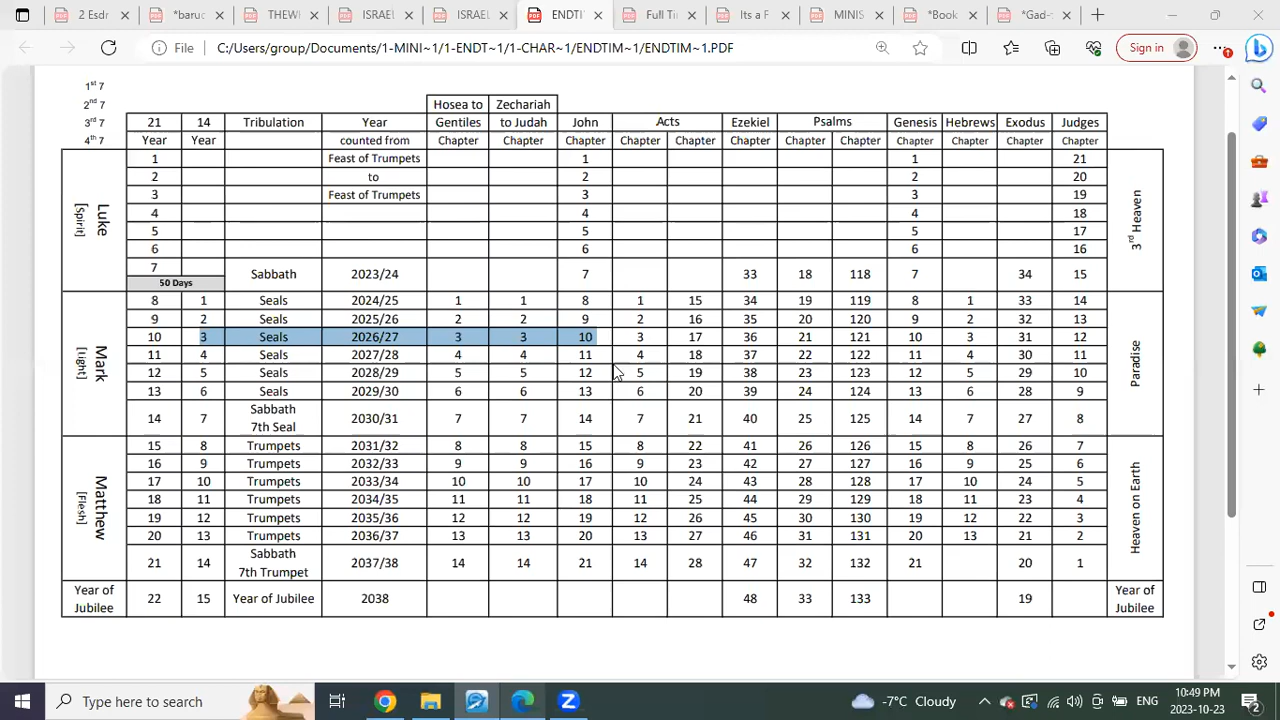 2 Esdr
*baruc
THEWI
ISRAEL
ISRAEL
ENDTI
Full Ti
Its a F
MINIS
*Book
*Gad-t
File C:/Users/group/Documents/1-MINI~1/1-ENDT~1/1-CHAR~1/ENDTIM~1/ENDTIM~1.PDF Sign in
1st 7
2nd 7 Hosea to Zechariah
3rd 7 21 14 Tribulation Year Gentiles to Judah John Acts Ezekiel Psalms Genesis Hebrews Exodus Judges
4th 7 Year Year counted from Chapter Chapter Chapter Chapter Chapter Chapter Chapter Chapter Chapter Chapter Chapter Chapter
Luke
[Spirit]
3rd Heaven
1 Feast of Trumpets 1 1 21
2 to 2 2 20
3 Feast of Trumpets 3 3 19
4 4 4 18
5 5 5 17
6 6 6 16
7 Sabbath 2023/24 7 33 18 118 7 34 15
50 Days
Mark
[Light]
Paradise
8 1 Seals 2024/25 1 1 8 1 15 34 19 119 8 1 33 14
9 2 Seals 2025/26 2 2 9 2 16 35 20 120 9 2 32 13
10 3 Seals 2026/27 3 3 10 3 17 36 21 121 10 3 31 12
11 4 Seals 2027/28 4 4 11 4 18 37 22 122 11 4 30 11
12 5 Seals 2028/29 5 5 12 5 19 38 23 123 12 5 29 10
13 6 Seals 2029/30 6 6 13 6 20 39 24 124 13 6 28 9
14 7 Sabbath 2030/31 7 7 14 7 21 40 25 125 14 7 27 8
7th Seal
Matthew
[Flesh]
Heaven on Earth
15 8 Trumpets 2031/32 8 8 15 8 22 41 26 126 15 8 26 7
16 9 Trumpets 2032/33 9 9 16 9 23 42 27 127 16 9 25 6
17 10 Trumpets 2033/34 10 10 17 10 24 43 28 128 17 10 24 5
18 11 Trumpets 2034/35 11 11 18 11 25 44 29 129 18 11 23 4
19 12 Trumpets 2035/36 12 12 19 12 26 45 30 130 19 12 22 3
20 13 Trumpets 2036/37 13 13 20 13 27 46 31 131 20 13 21 2
21 14 Sabbath 2037/38 14 14 21 14 28 47 32 132 21 20 1
7th Trumpet
Year of Jubilee 22 15 Year of Jubilee 2038 48 33 133 19 Year of Jubilee
Type here to search -7°C Cloudy ENG 10:49 PM
2023-10-23 2